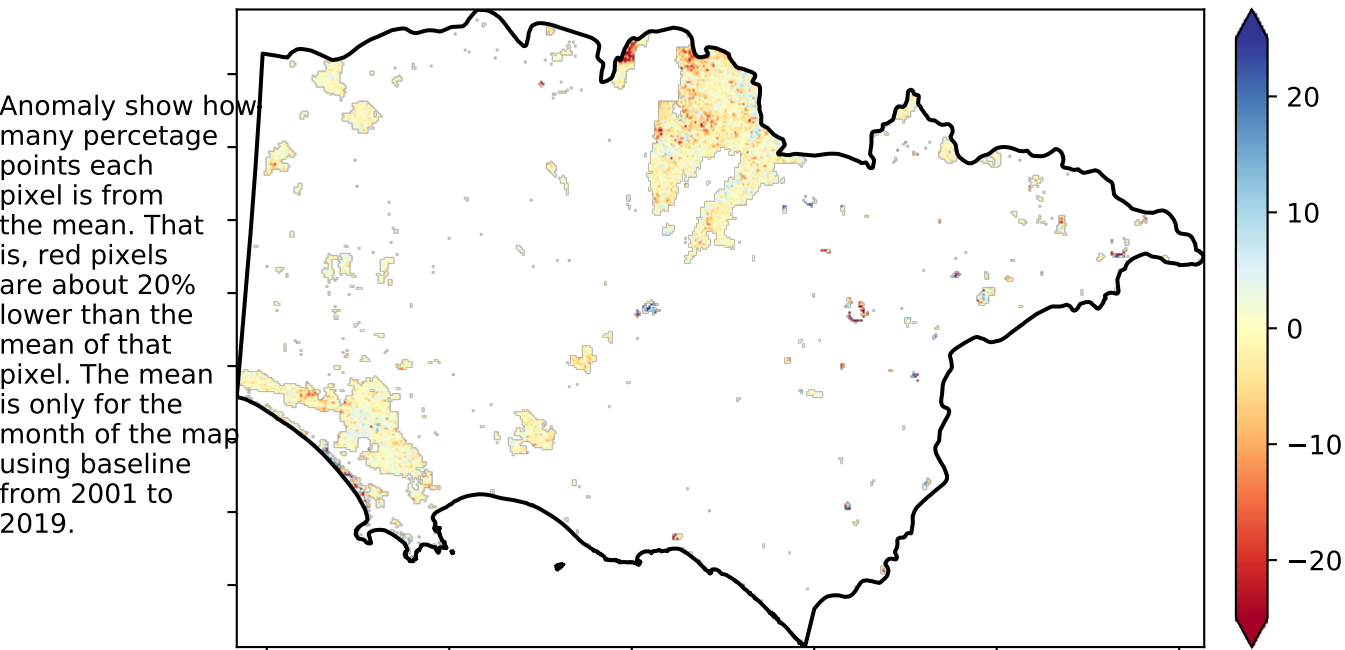 Anomaly show how
many percetage
points each
pixel is from
the mean. That
is, red pixels
are about 20%
lower than the
mean of that
pixel. The mean
is only for the
month of the map
using baseline
from 2001 to
2019.
20
10
0
−10
−20